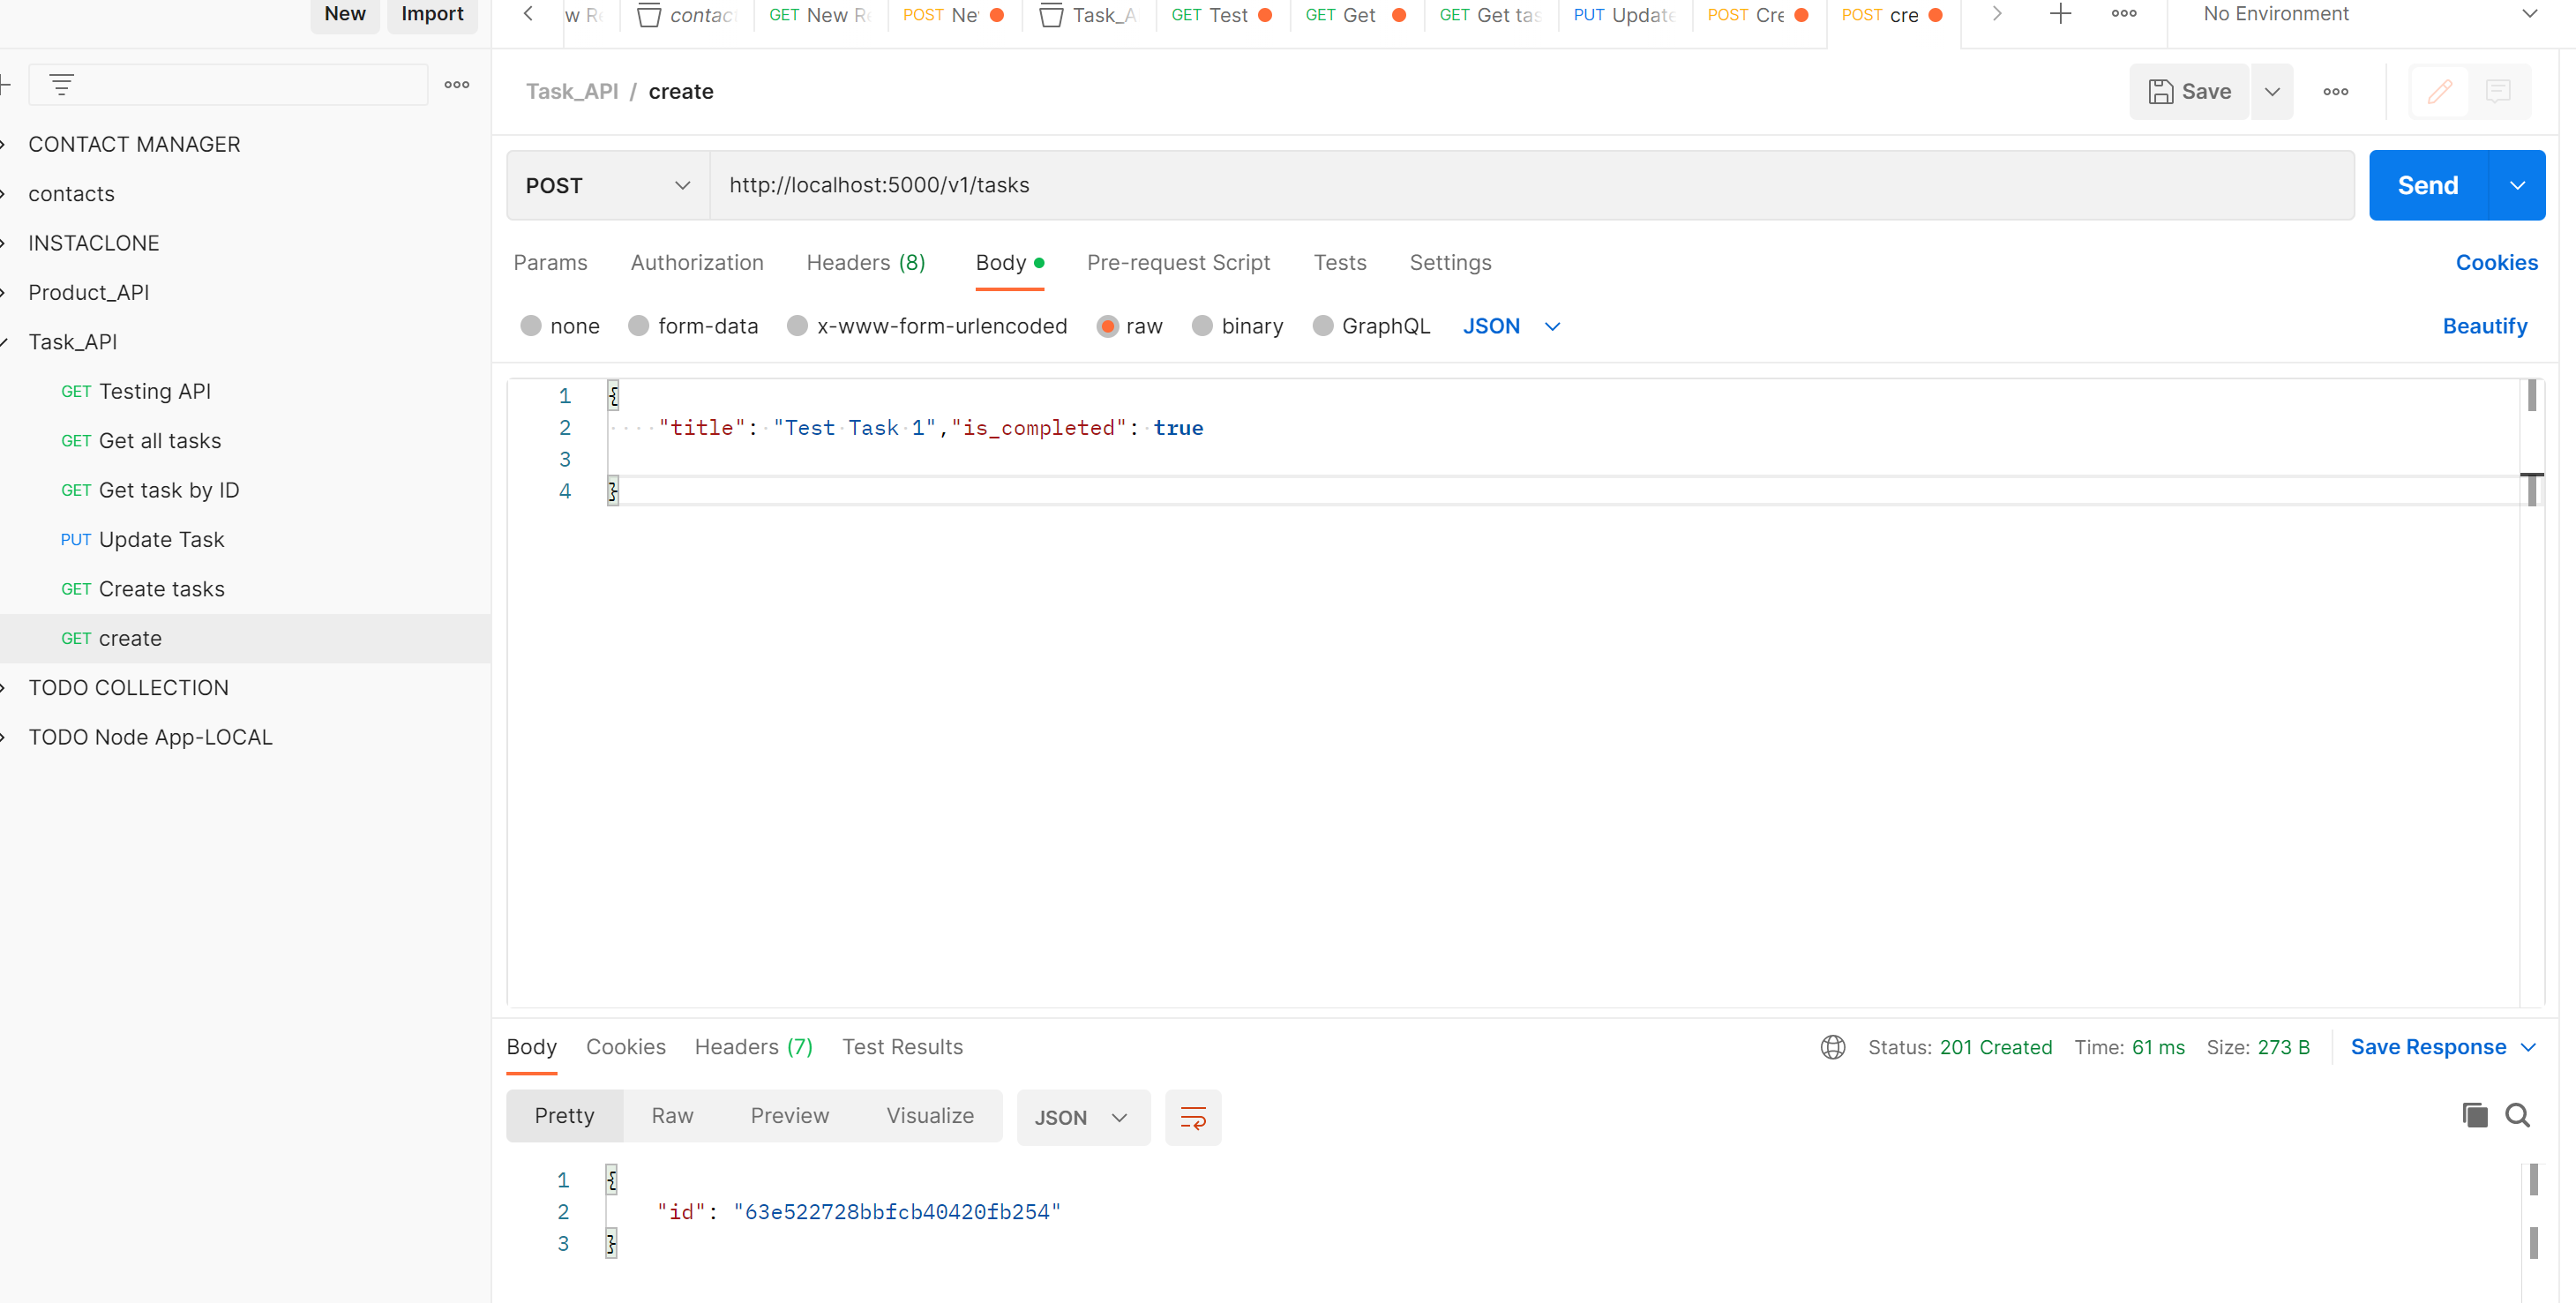 New Import
w Re contac GET New Re POST Ne Task_A GET Test GET Get GET Get tas PUT Update POST Cre POST cre No Environment
Task_API / create Save
CONTACT MANAGER
contacts
INSTACLONE
Product_API
Task_API
GET Testing API
GET Get all tasks
GET Get task by ID
PUT Update Task
GET Create tasks
GET create
TODO COLLECTION
TODO Node App-LOCAL
POST http://localhost:5000/v1/tasks Send
Params Authorization Headers (8) Body Pre-request Script Tests Settings Cookies
none form-data x-www-form-urlencoded raw binary GraphQL JSON Beautify
1 {
2 "title": "Test Task 1","is_completed": true
3
4 }
Body Cookies Headers (7) Test Results Status: 201 Created Time: 61 ms Size: 273 B Save Response
Pretty Raw Preview Visualize JSON
1 {
2 "id": "63e522728bbfcb40420fb254"
3 }